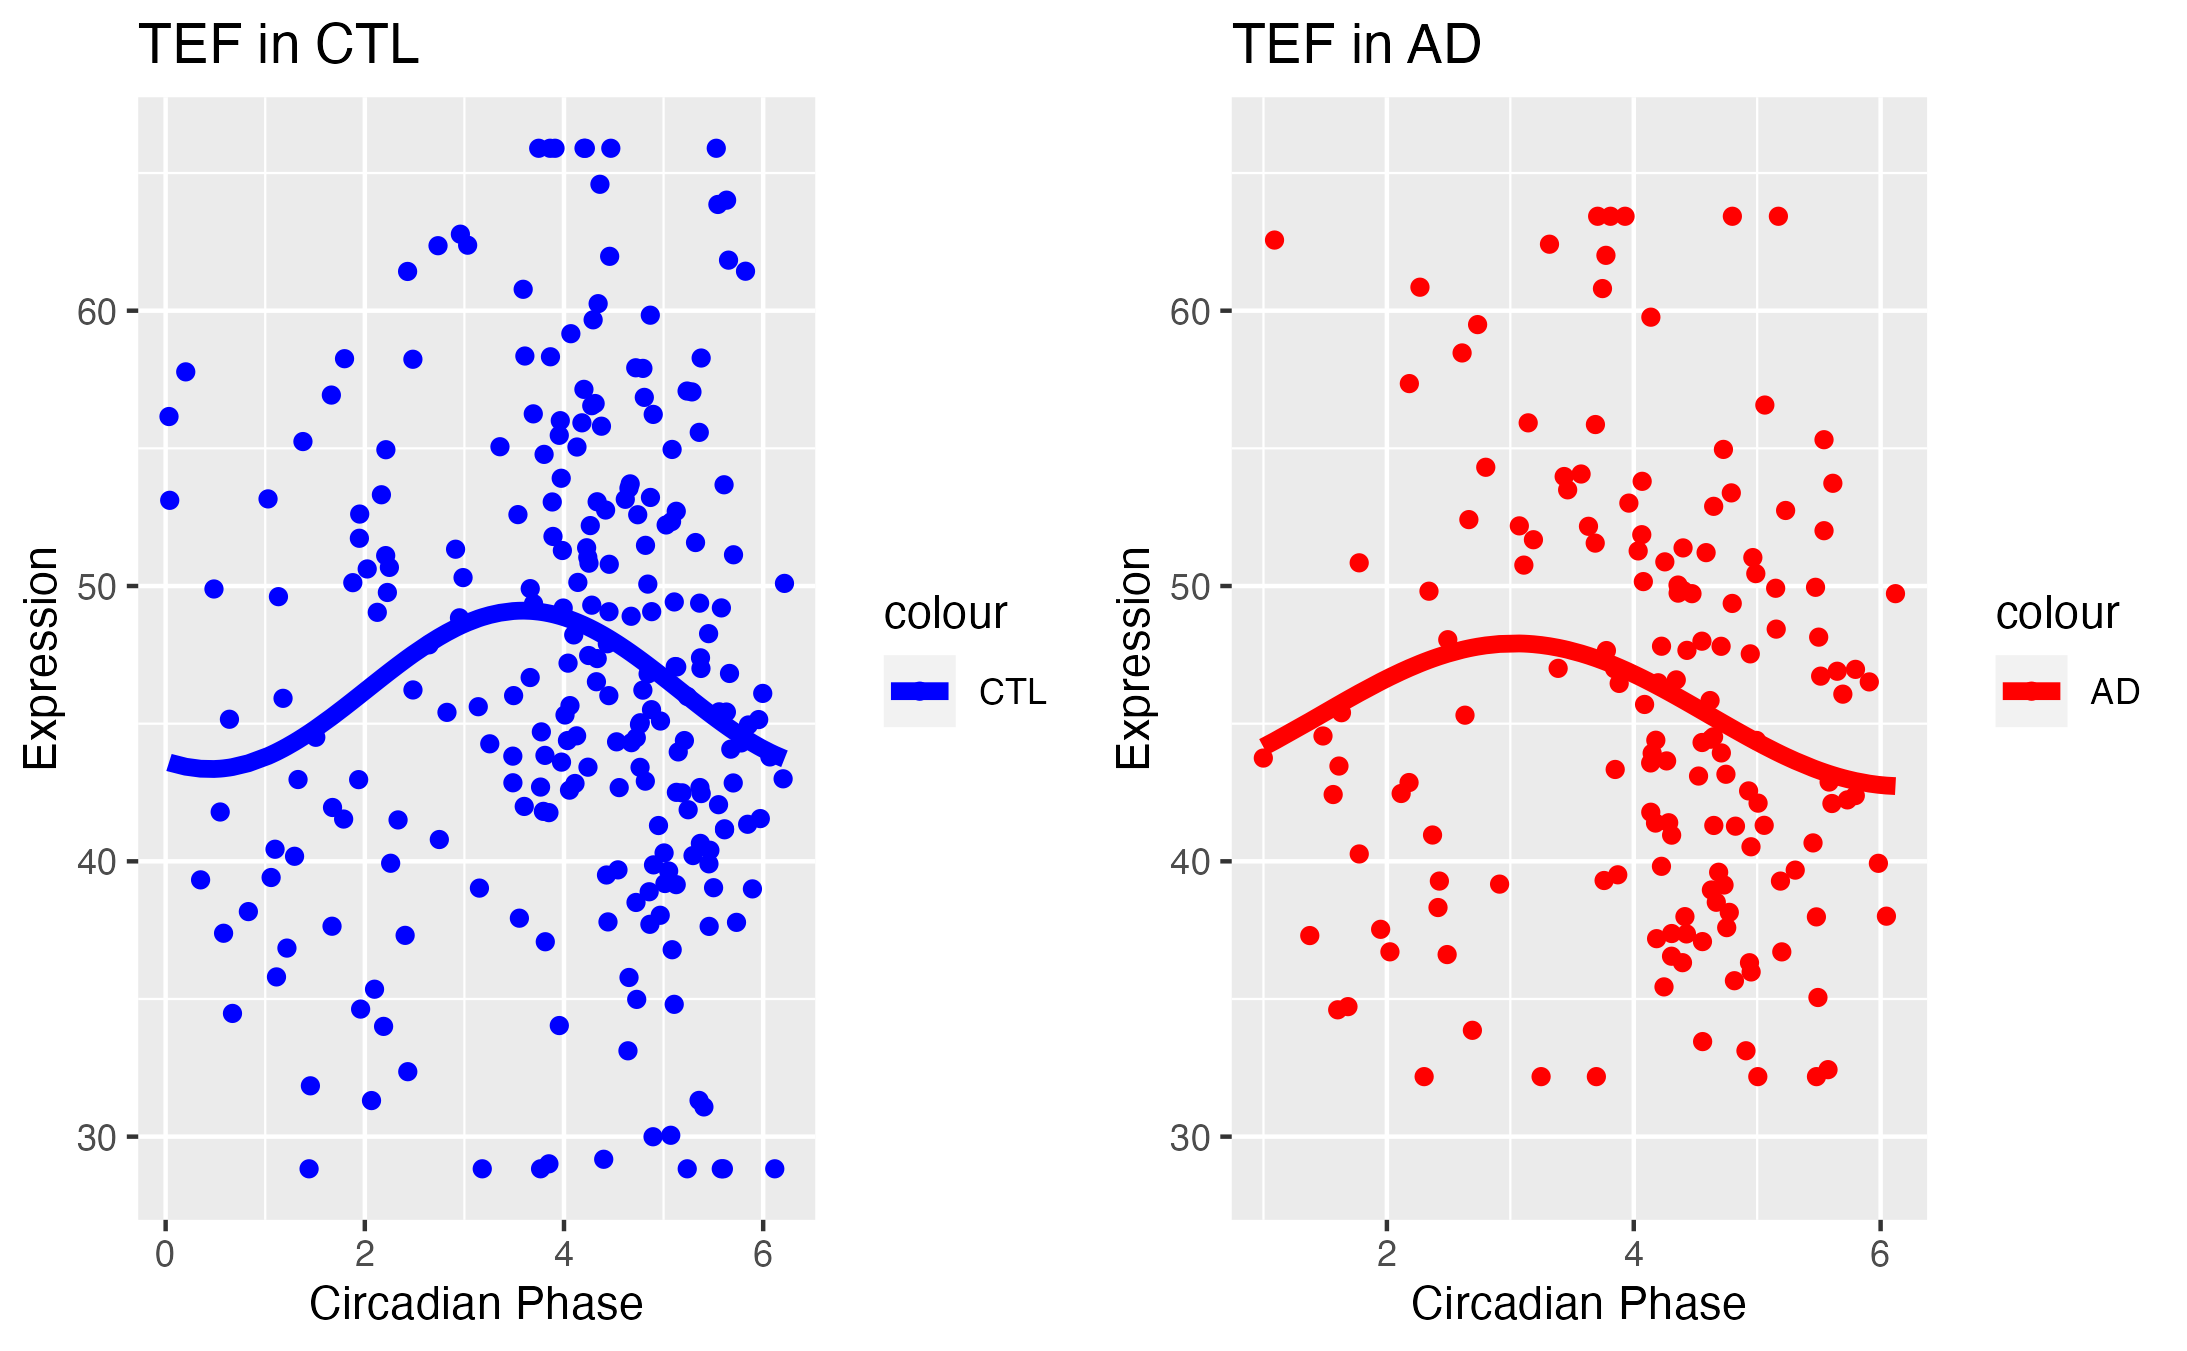 TEF in CTL
60
50
40
30
Expression
0 2 4 6
Circadian Phase
colour
CTL
TEF in AD
60
50
40
30
Expression
2 4 6
Circadian Phase
colour
AD